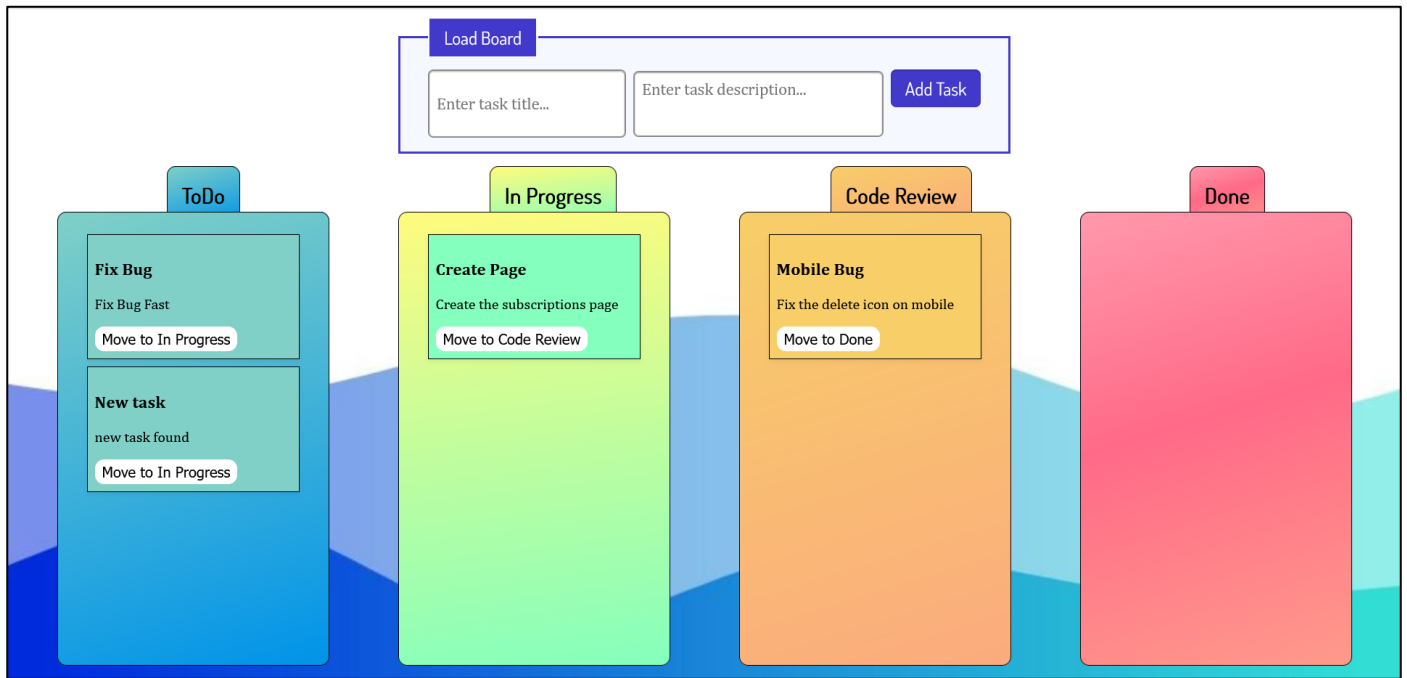 Load Board
Enter task title...
Enter task description...
Add Task
ToDo
Fix Bug
Fix Bug Fast
Move to In Progress
New task
new task found
Move to In Progress
In Progress
Create Page
Create the subscriptions page
Move to Code Review
Code Review
Mobile Bug
Fix the delete icon on mobile
Move to Done
Done